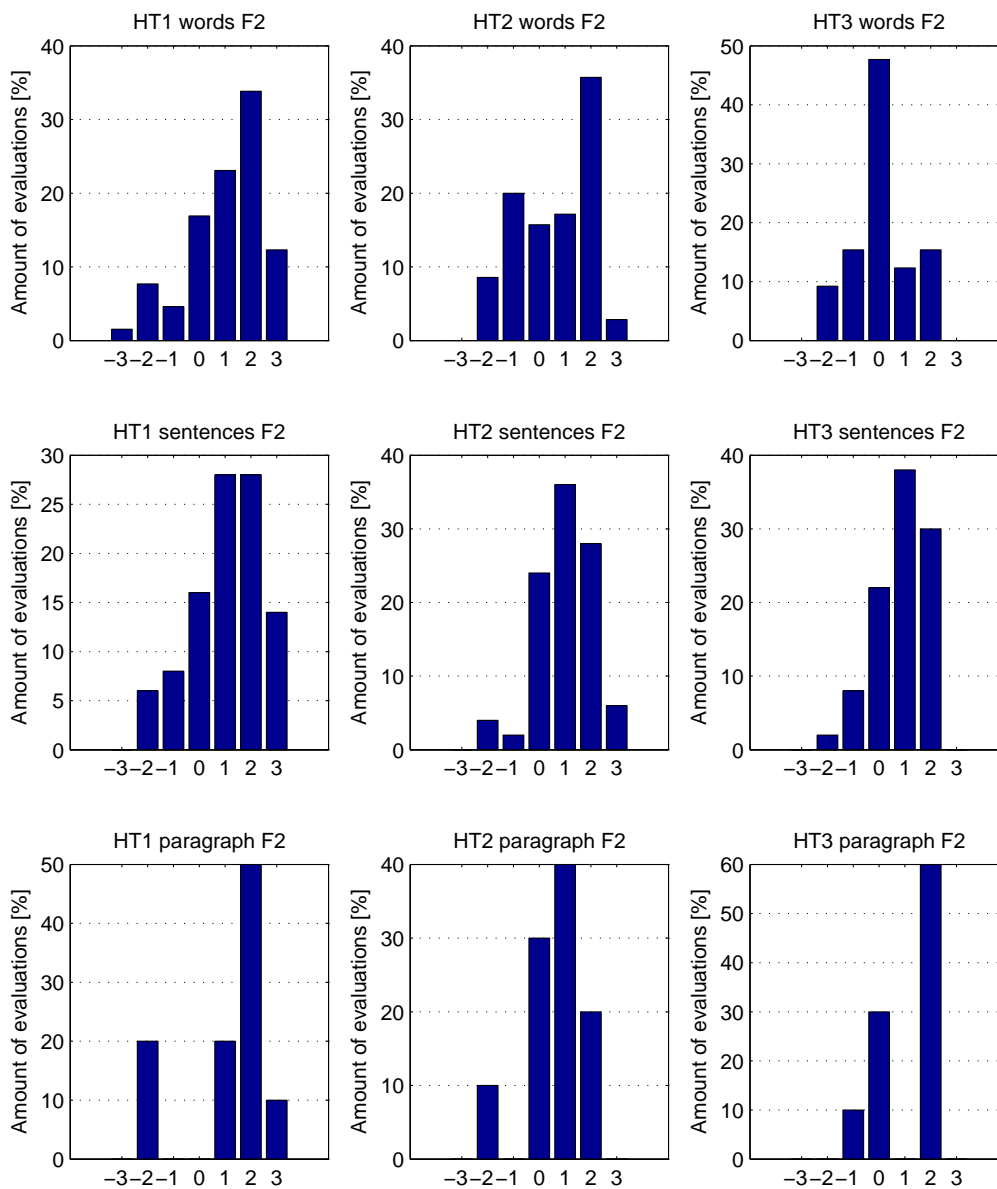 HT1 words F2
HT2 words F2
HT3 words F2
Amount of evaluations [%]
40
30
20
10
0
−3 −2 −1 0 1 2 3
Amount of evaluations [%]
40
30
20
10
0
−3 −2 −1 0 1 2 3
Amount of evaluations [%]
50
40
30
20
10
0
−3 −2 −1 0 1 2 3
HT1 sentences F2
HT2 sentences F2
HT3 sentences F2
Amount of evaluations [%]
30
25
20
15
10
5
0
−3 −2 −1 0 1 2 3
Amount of evaluations [%]
40
30
20
10
0
−3 −2 −1 0 1 2 3
Amount of evaluations [%]
40
30
20
10
0
−3 −2 −1 0 1 2 3
HT1 paragraph F2
HT2 paragraph F2
HT3 paragraph F2
Amount of evaluations [%]
50
40
30
20
10
0
−3 −2 −1 0 1 2 3
Amount of evaluations [%]
40
30
20
10
0
−3 −2 −1 0 1 2 3
Amount of evaluations [%]
60
50
40
30
20
10
0
−3 −2 −1 0 1 2 3